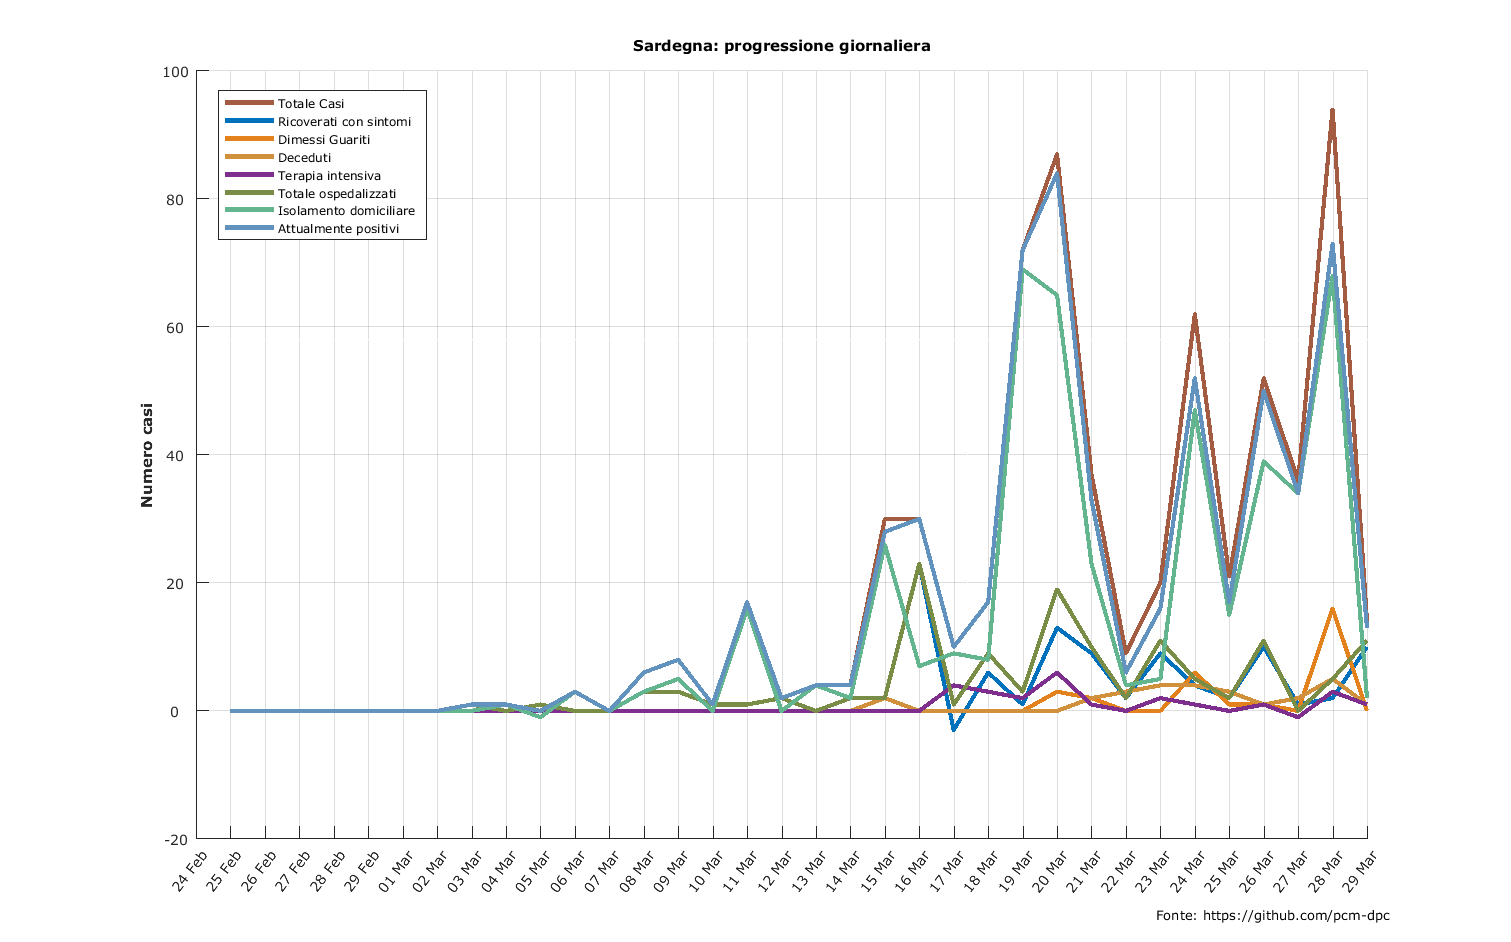 Sardegna: progressione giornaliera
100
80
60
40
20
0
-20
Numero casi
Totale Casi
Ricoverati con sintomi
Dimessi Guariti
Deceduti
Terapia intensiva
Totale ospedalizzati
Isolamento domiciliare
Attualmente positivi
24 Feb
25 Feb
26 Feb
27 Feb
28 Feb
29 Feb
01 Mar
02 Mar
03 Mar
04 Mar
05 Mar
06 Mar
07 Mar
08 Mar
09 Mar
10 Mar
11 Mar
12 Mar
13 Mar
14 Mar
15 Mar
16 Mar
17 Mar
18 Mar
19 Mar
20 Mar
21 Mar
22 Mar
23 Mar
24 Mar
25 Mar
26 Mar
27 Mar
28 Mar
29 Mar
Fonte: https://github.com/pcm-dpc